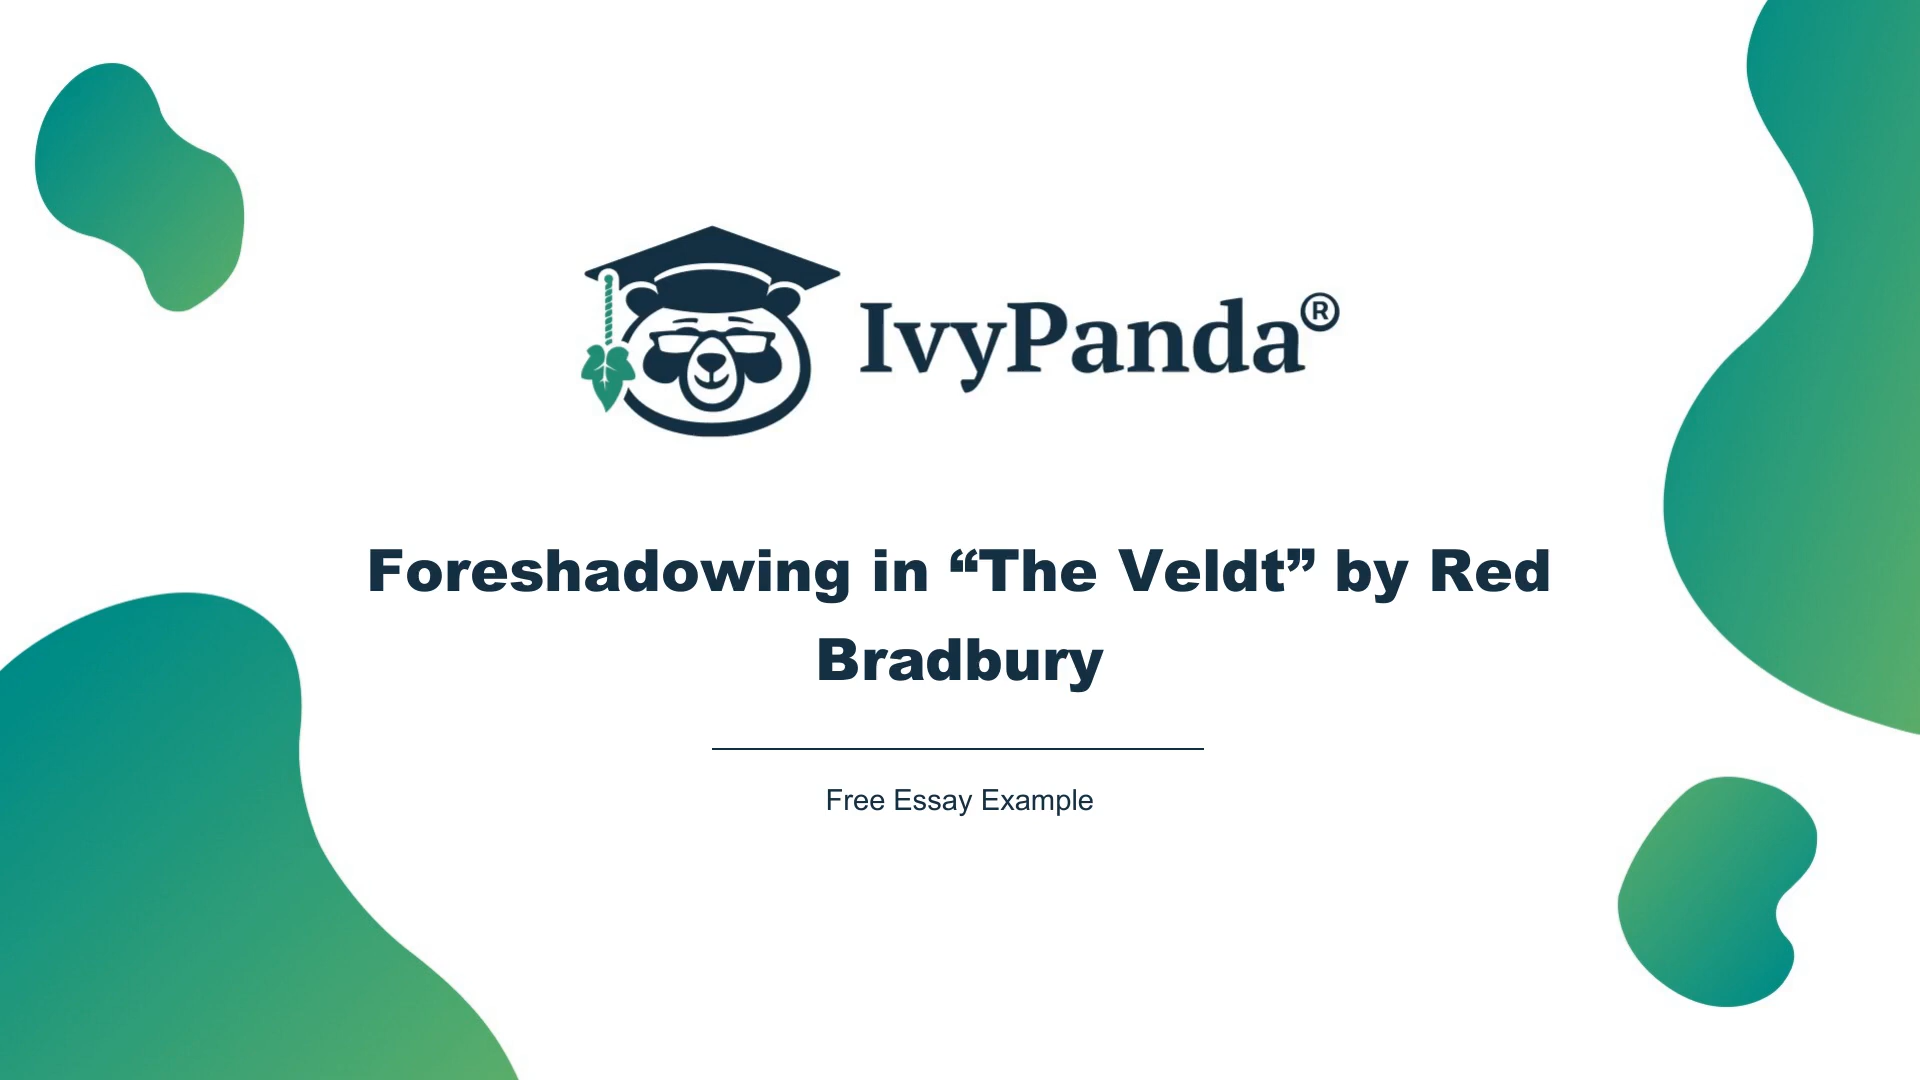 IvyPanda®
Foreshadowing in “The Veldt” by Red
Bradbury
Free Essay Example